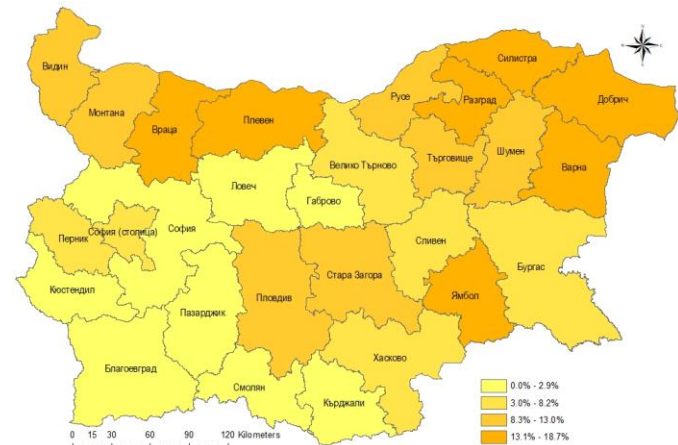 Видин
Силистра
Русе
Монтана
Разград
Добрич
Враца
Плевен
Шумен
Велико Търново
Търговище
Варна
Ловеч
Габрово
София (столица)
София
Перник
Сливен
Бургас
Стара Загора
Кюстендил
Ямбол
Пловдив
Пазарджик
Хасково
Благоевград
Смолян
Кърджали
0.0% - 2.9%
3.0% - 8.2%
8.3% - 13.0%
13.1% - 18.7%
0 15 30 60 90 120 Kilometers